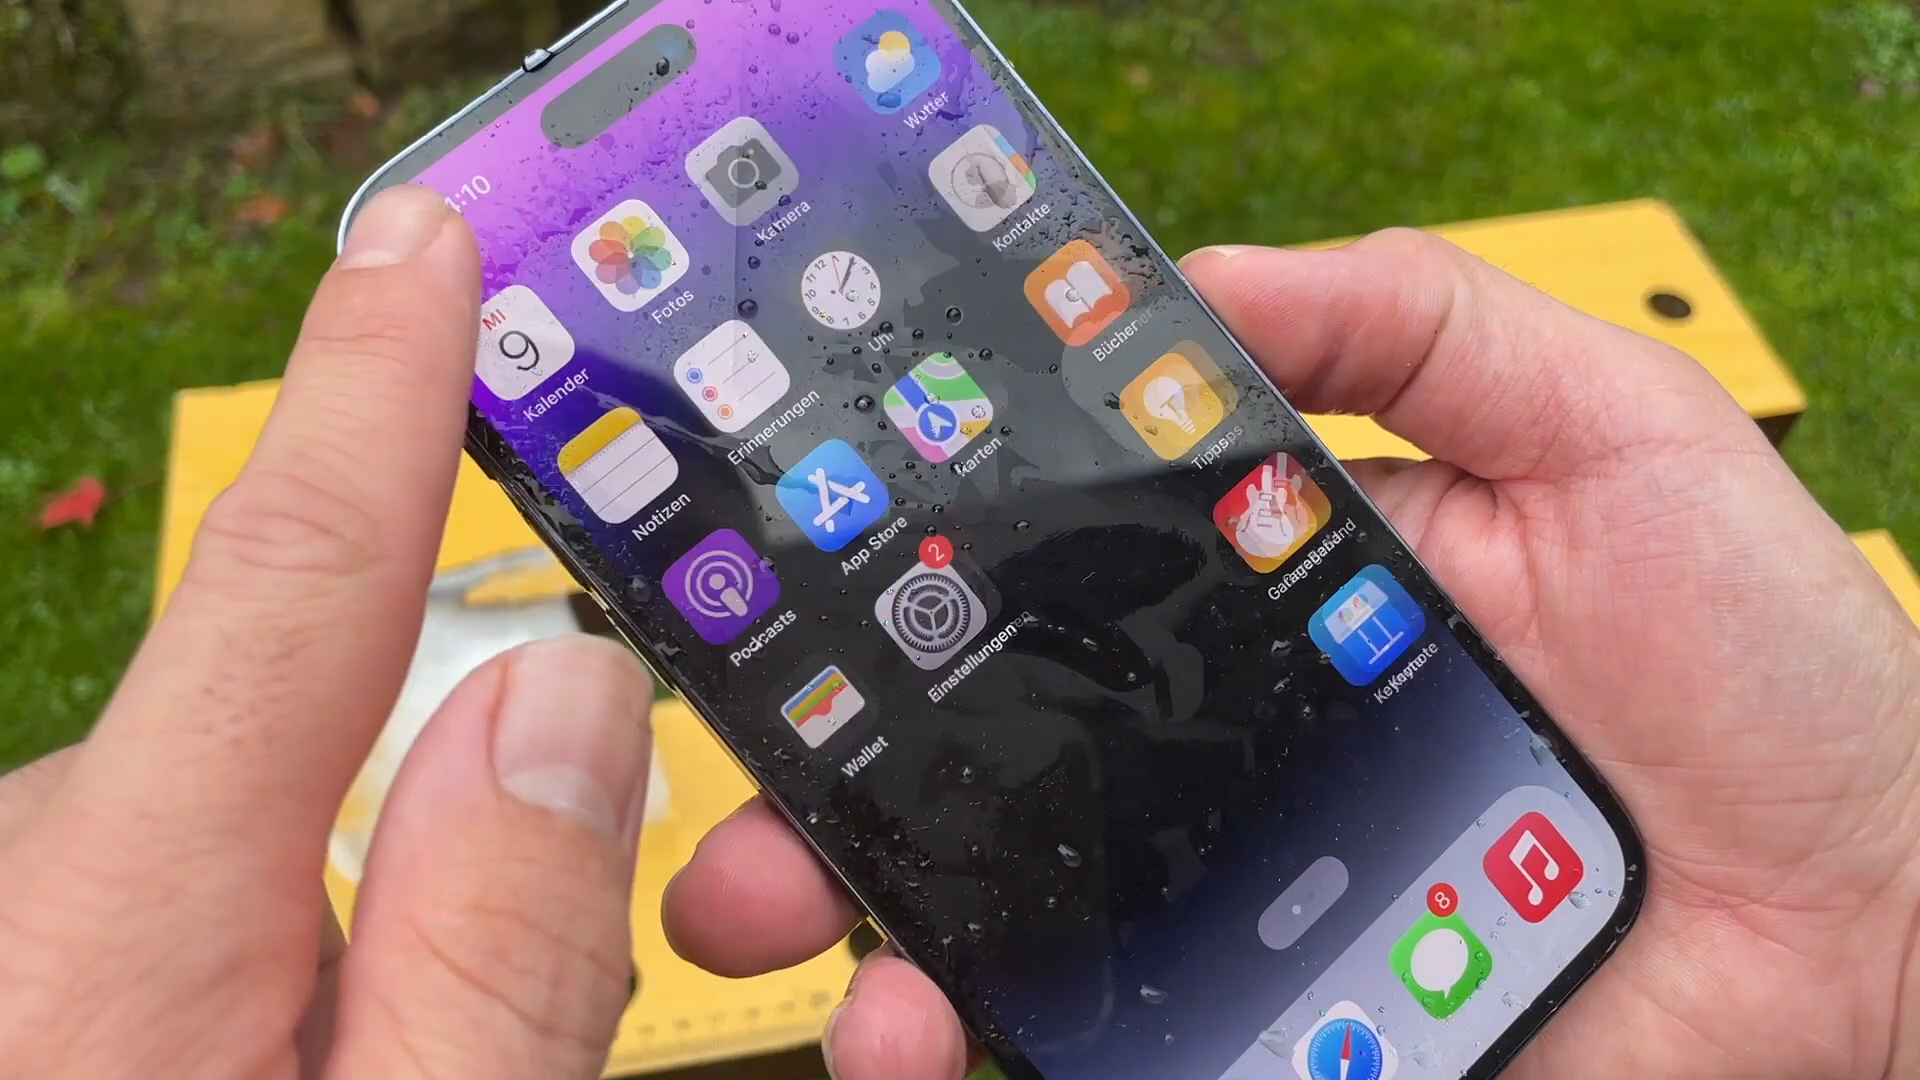 :10
Wetter
Kamera
Kontakte
Fotos
MI
9
Kalender
Uhr
Bücher
Erinnerungen
Karten
Tipps
Notizen
App Store
2
GarageBand
Podcasts
Einstellungen
Keynote
Wallet
8